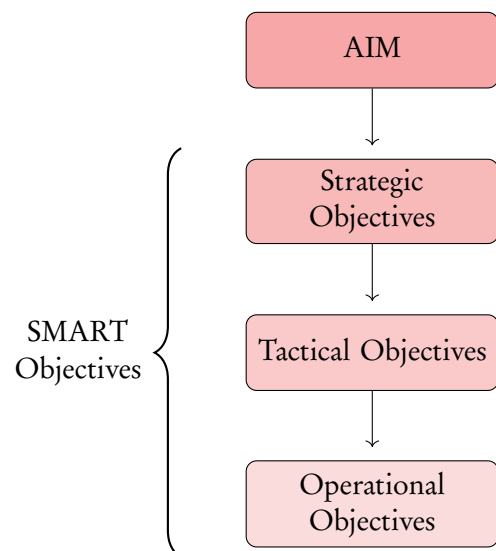 AIM
Strategic
Objectives
SMART
Objectives
Tactical Objectives
Operational
Objectives